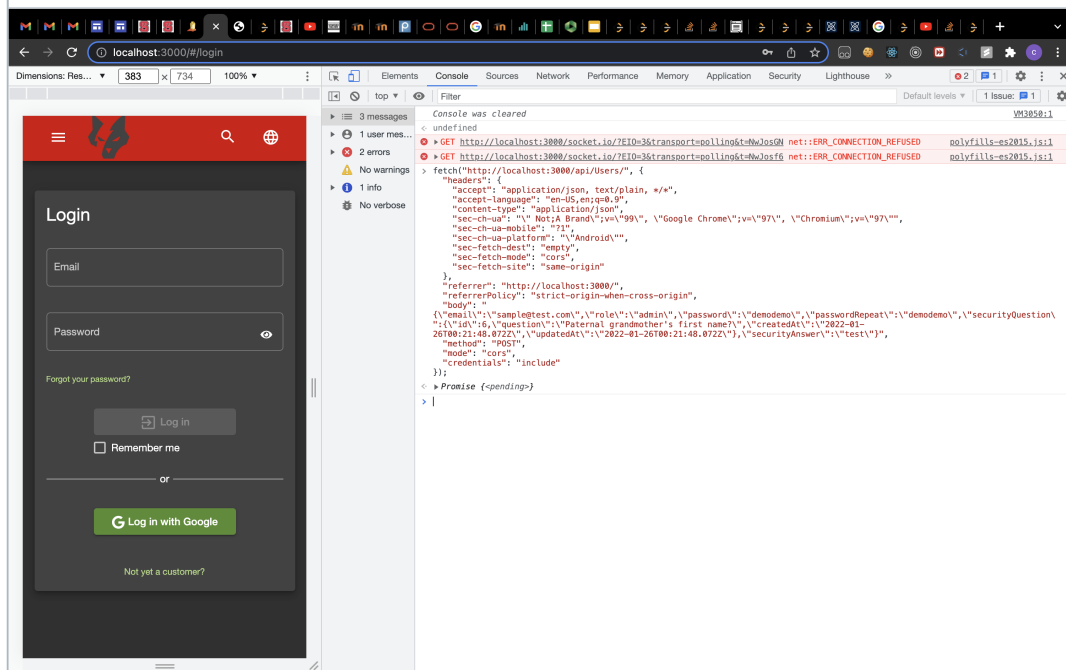 localhost:3000/#/login
Dimensions: Res... ▼ 383 × 734 100% ▼
Elements Console Sources Network Performance Memory Application Security Lighthouse » 2 1
top ▼ Filter Default levels ▼ 1 Issue: 1
3 messages
1 user mes...
2 errors
No warnings
1 info
No verbose
Console was cleared VM3050:1
undefined
GET http://localhost:3000/socket.io/?EIO=3&transport=polling&t=NwJosGN net::ERR_CONNECTION_REFUSED polyfills-es2015.js:1
GET http://localhost:3000/socket.io/?EIO=3&transport=polling&t=NwJosf6 net::ERR_CONNECTION_REFUSED polyfills-es2015.js:1
> fetch("http://localhost:3000/api/Users/", {
"headers": {
"accept": "application/json, text/plain, */*",
"accept-language": "en-US,en;q=0.9",
"content-type": "application/json",
"sec-ch-ua": "\" Not;A Brand\";v=\"99\", \"Google Chrome\";v=\"97\", \"Chromium\";v=\"97\"",
"sec-ch-ua-mobile": "?1",
"sec-ch-ua-platform": "\"Android\"",
"sec-fetch-dest": "empty",
"sec-fetch-mode": "cors",
"sec-fetch-site": "same-origin"
},
"referrer": "http://localhost:3000/",
"referrerPolicy": "strict-origin-when-cross-origin",
"body": "
{\"email\":\"sample@test.com\",\"role\":\"admin\",\"password\":\"demodemo\",\"passwordRepeat\":\"demodemo\",\"securityQuestion\
":{\"id\":6,\"question\":\"Paternal grandmother's first name?\",\"createdAt\":\"2022-01-
26T00:21:48.072Z\",\"updatedAt\":\"2022-01-26T00:21:48.072Z\"},\"securityAnswer\":\"test\"}",
"method": "POST",
"mode": "cors",
"credentials": "include"
});
Promise {<pending>}
>
Login
Email
Password
Forgot your password?
Log in
Remember me
or
G Log in with Google
Not yet a customer?